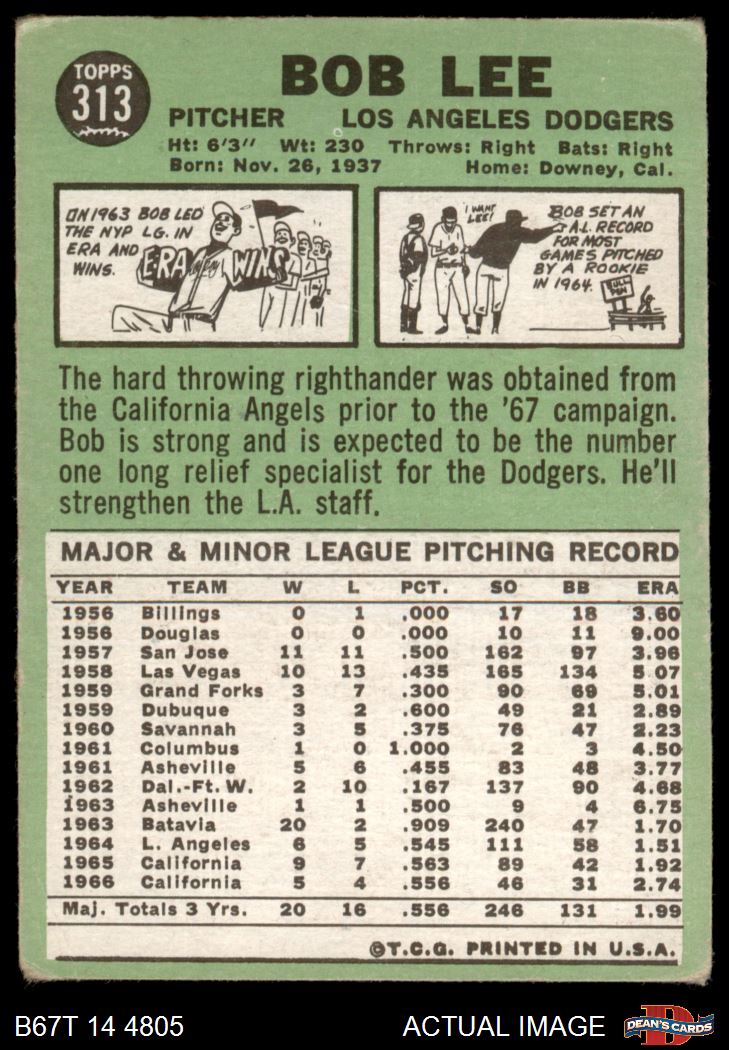 TOPPS
313
BOB LEE
PITCHER LOS ANGELES DODGERS
Ht: 6'3" Wt: 230 Throws: Right Bats: Right
Born: Nov. 26, 1937 Home: Downey, Cal.
IN 1963 BOB LED
THE NYP LG. IN
ERA AND
WINS.
ERA
WINS
I WANT
LEE!
BOB SET AN
A.L. RECORD
FOR MOST
GAMES PITCHED
BY A ROOKIE
IN 1964.
BULL
PEN
The hard throwing righthander was obtained from
the California Angels prior to the '67 campaign.
Bob is strong and is expected to be the number
one long relief specialist for the Dodgers. He'll
strengthen the L.A. staff.
MAJOR & MINOR LEAGUE PITCHING RECORD
YEAR TEAM W L PCT. SO BB ERA
1956 Billings 0 1 .000 17 18 3.60
1956 Douglas 0 0 .000 10 11 9.00
1957 San Jose 11 11 .500 162 97 3.96
1958 Las Vegas 10 13 .435 165 134 5.07
1959 Grand Forks 3 7 .300 90 69 5.01
1959 Dubuque 3 2 .600 49 21 2.89
1960 Savannah 3 5 .375 76 47 2.23
1961 Columbus 1 0 1.000 2 3 4.50
1961 Asheville 5 6 .455 83 48 3.77
1962 Dal.-Ft. W. 2 10 .167 137 90 4.68
1963 Asheville 1 1 .500 9 4 6.75
1963 Batavia 20 2 .909 240 47 1.70
1964 L. Angeles 6 5 .545 111 58 1.51
1965 California 9 7 .563 89 42 1.92
1966 California 5 4 .556 46 31 2.74
Maj. Totals 3 Yrs. 20 16 .556 246 131 1.99
©T.C.G. PRINTED IN U.S.A.
B67T 14 4805 ACTUAL IMAGE
DEAN'S CARDS